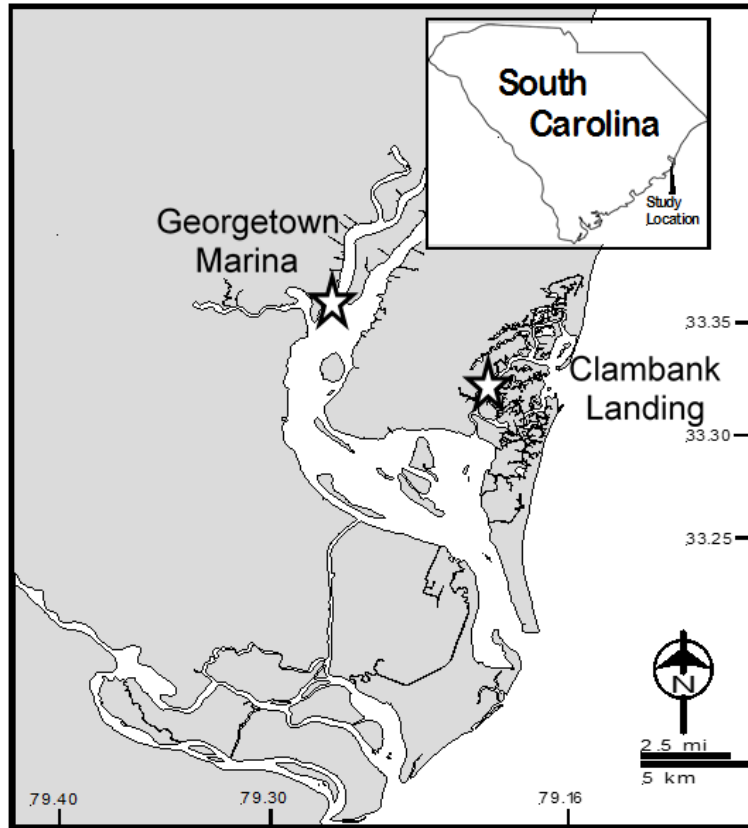 South
Carolina
Study
Location
Georgetown
Marina
33.35
Clambank
Landing
33.30
33.25
N
2.5 mi
5 km
79.40
79.30
79.16